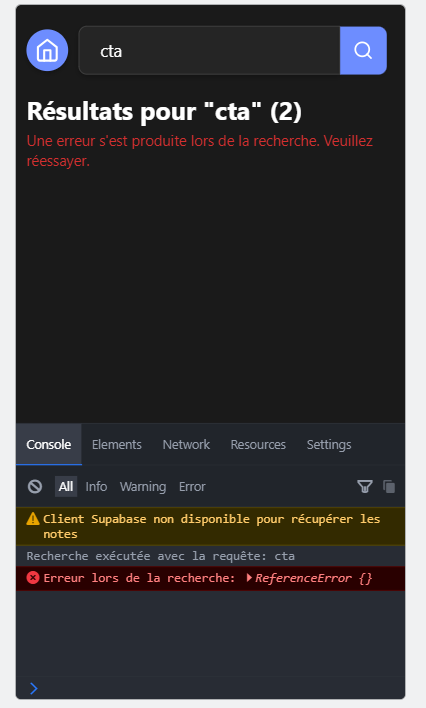 cta
Résultats pour "cta" (2)
Une erreur s'est produite lors de la recherche. Veuillez
réessayer.
Console Elements Network Resources Settings
All Info Warning Error
Client Supabase non disponible pour récupérer les
notes
Recherche exécutée avec la requête: cta
Erreur lors de la recherche: ReferenceError {}